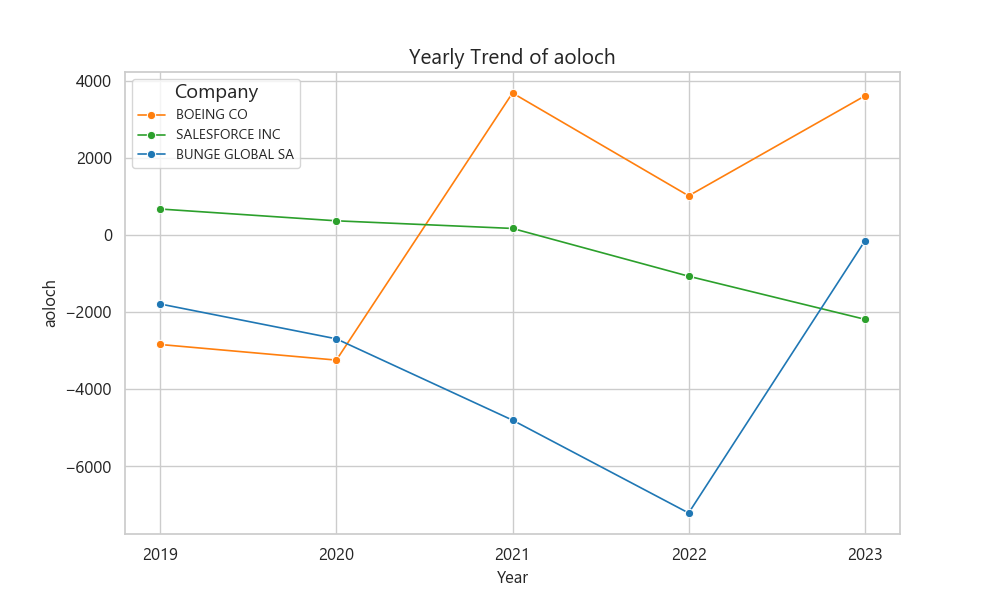 Yearly Trend of aoloch
Company
BOEING CO
SALESFORCE INC
BUNGE GLOBAL SA
aoloch
4000
2000
0
−2000
−4000
−6000
2019 2020 2021 2022 2023
Year